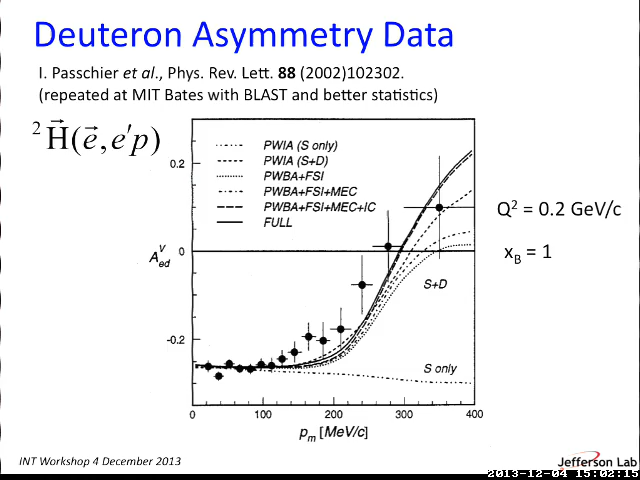 Deuteron Asymmetry Data
I. Passchier et al., Phys. Rev. Lett. 88 (2002)102302.
(repeated at MIT Bates with BLAST and better statistics)
²H⃗(e⃗,e′p)
PWIA (S only)
PWIA (S+D)
PWBA+FSI
PWBA+FSI+MEC
PWBA+FSI+MEC+IC
FULL
0.2
0
-0.2
A^V_ed
S+D
S only
0 100 200 300 400
p_m [MeV/c]
Q² = 0.2 GeV/c
x_B = 1
INT Workshop 4 December 2013
Jefferson Lab
2013-12-04 15:02:15